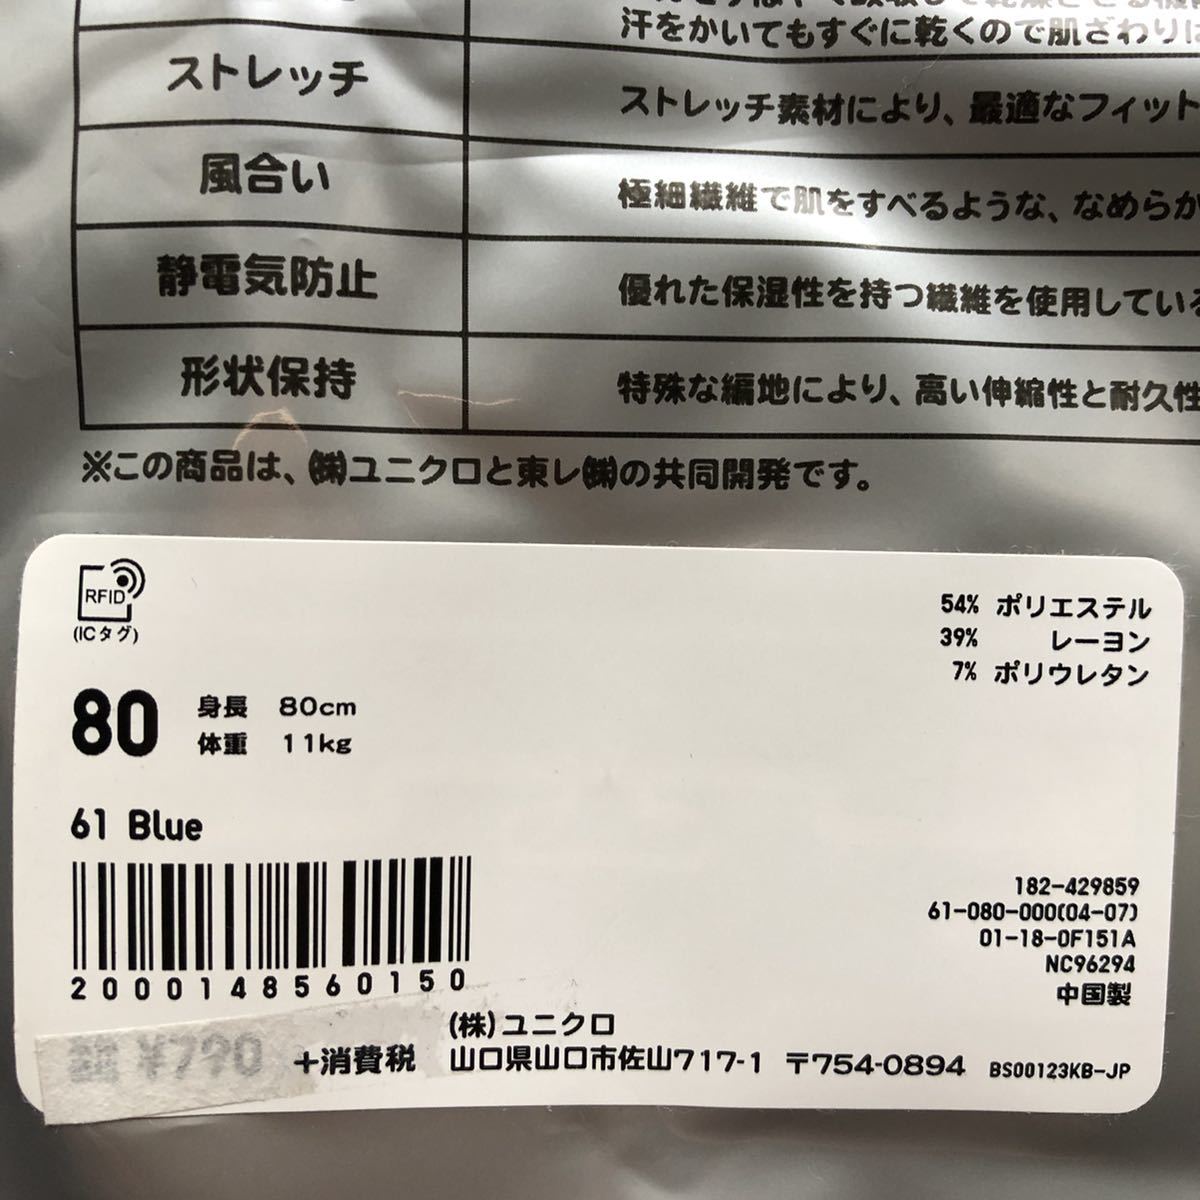 汗をかいてもすぐに乾くので肌ざわりに
ストレッチ
ストレッチ素材により、最適なフィット
風合い
極細繊維で肌をすべるような、なめらか
静電気防止
優れた保湿性を持つ繊維を使用している
形状保持
特殊な編地により、高い伸縮性と耐久性
※この商品は、㈱ユニクロと東レ㈱の共同開発です。
RFID
(ICタグ)
54% ポリエステル
39% レーヨン
7% ポリウレタン
80
身長 80cm
体重 11kg
61 Blue
2000148560150
182-429859
61-080-000(04-07)
01-18-0F151A
NC96294
中国製
¥790 +消費税
(株)ユニクロ
山口県山口市佐山717-1 〒754-0894
BS00123KB-JP